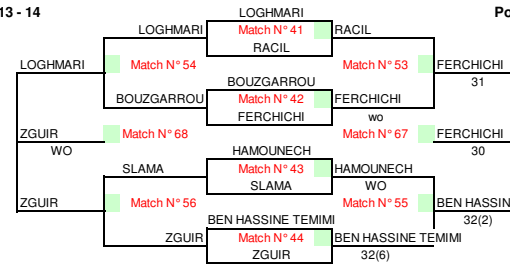 13 - 14
Po
LOGHMARI
LOGHMARI
Match N° 41
RACIL
RACIL
LOGHMARI
Match N° 54
Match N° 53
FERCHICHI
31
BOUZGARROU
BOUZGARROU
Match N° 42
FERCHICHI
FERCHICHI
wo
ZGUIR
Match N° 68
Match N° 67
FERCHICHI
WO
30
HAMOUNECH
SLAMA
Match N° 43
HAMOUNECH
SLAMA
WO
ZGUIR
Match N° 56
Match N° 55
BEN HASSIN
32(2)
BEN HASSINE TEMIMI
ZGUIR
Match N° 44
BEN HASSINE TEMIMI
ZGUIR
32(6)